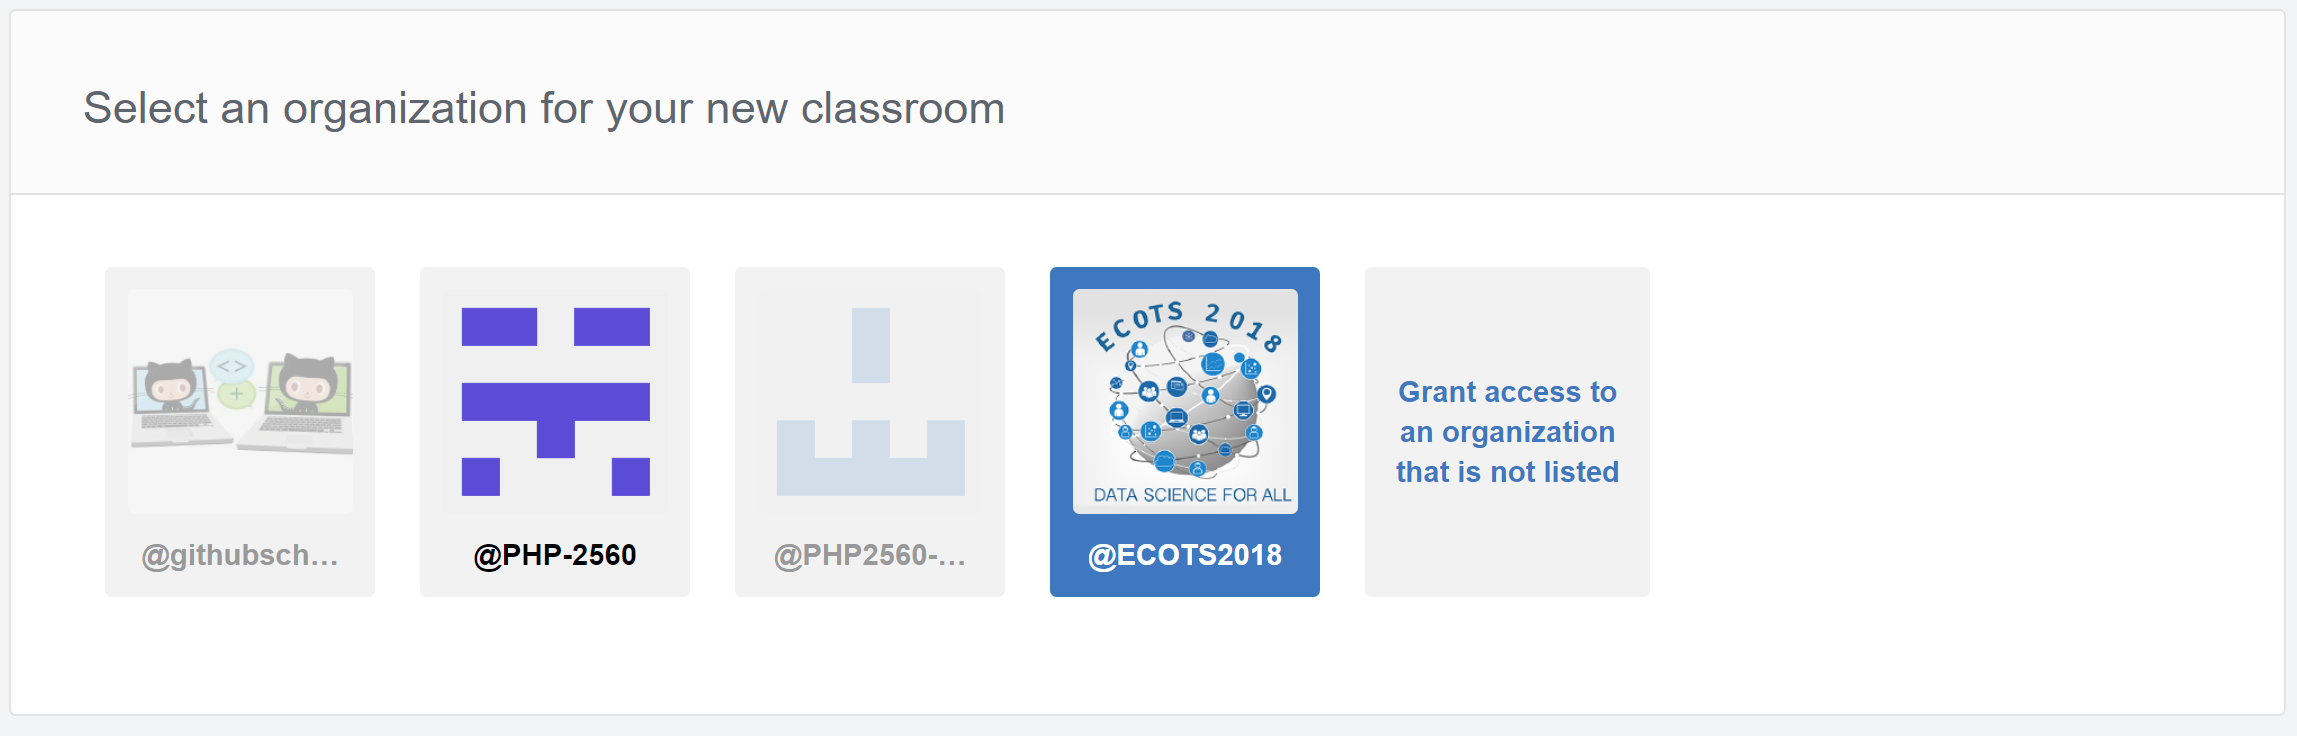 Select an organization for your new classroom
ECOTS 2018
DATA SCIENCE FOR ALL
@githubsch...
@PHP-2560
@PHP2560-...
@ECOTS2018
Grant access to
an organization
that is not listed